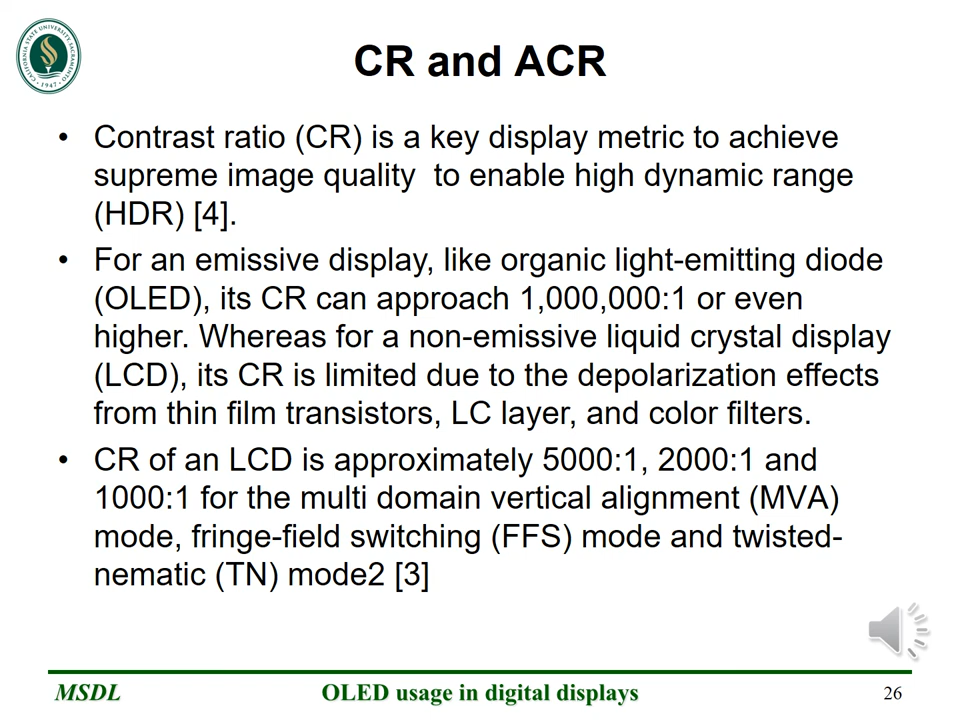 CALIFORNIA STATE UNIVERSITY, SACRAMENTO
• 1947 •
CR and ACR
• Contrast ratio (CR) is a key display metric to achieve
supreme image quality  to enable high dynamic range
(HDR) [4].
• For an emissive display, like organic light-emitting diode
(OLED), its CR can approach 1,000,000:1 or even
higher. Whereas for a non-emissive liquid crystal display
(LCD), its CR is limited due to the depolarization effects
from thin film transistors, LC layer, and color filters.
• CR of an LCD is approximately 5000:1, 2000:1 and
1000:1 for the multi domain vertical alignment (MVA)
mode, fringe-field switching (FFS) mode and twisted-
nematic (TN) mode2 [3]
MSDL
OLED usage in digital displays
26